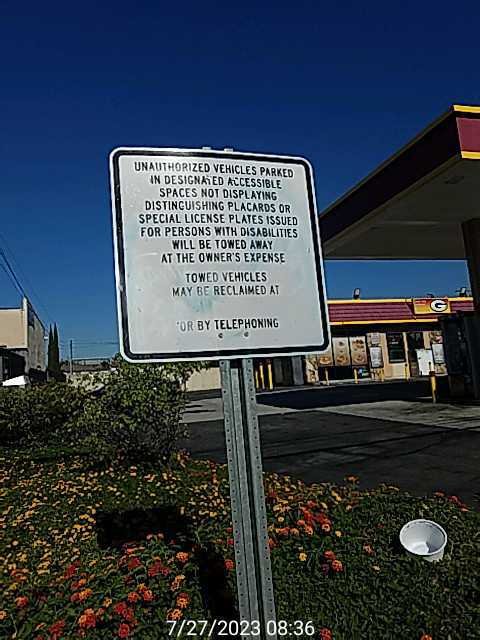 UNAUTHORIZED VEHICLES PARKED
IN DESIGNATED ACCESSIBLE
SPACES NOT DISPLAYING
DISTINGUISHING PLACARDS OR
SPECIAL LICENSE PLATES ISSUED
FOR PERSONS WITH DISABILITIES
WILL BE TOWED AWAY
AT THE OWNER'S EXPENSE
TOWED VEHICLES
MAY BE RECLAIMED AT
OR BY TELEPHONING
G
7/27/2023 08:36